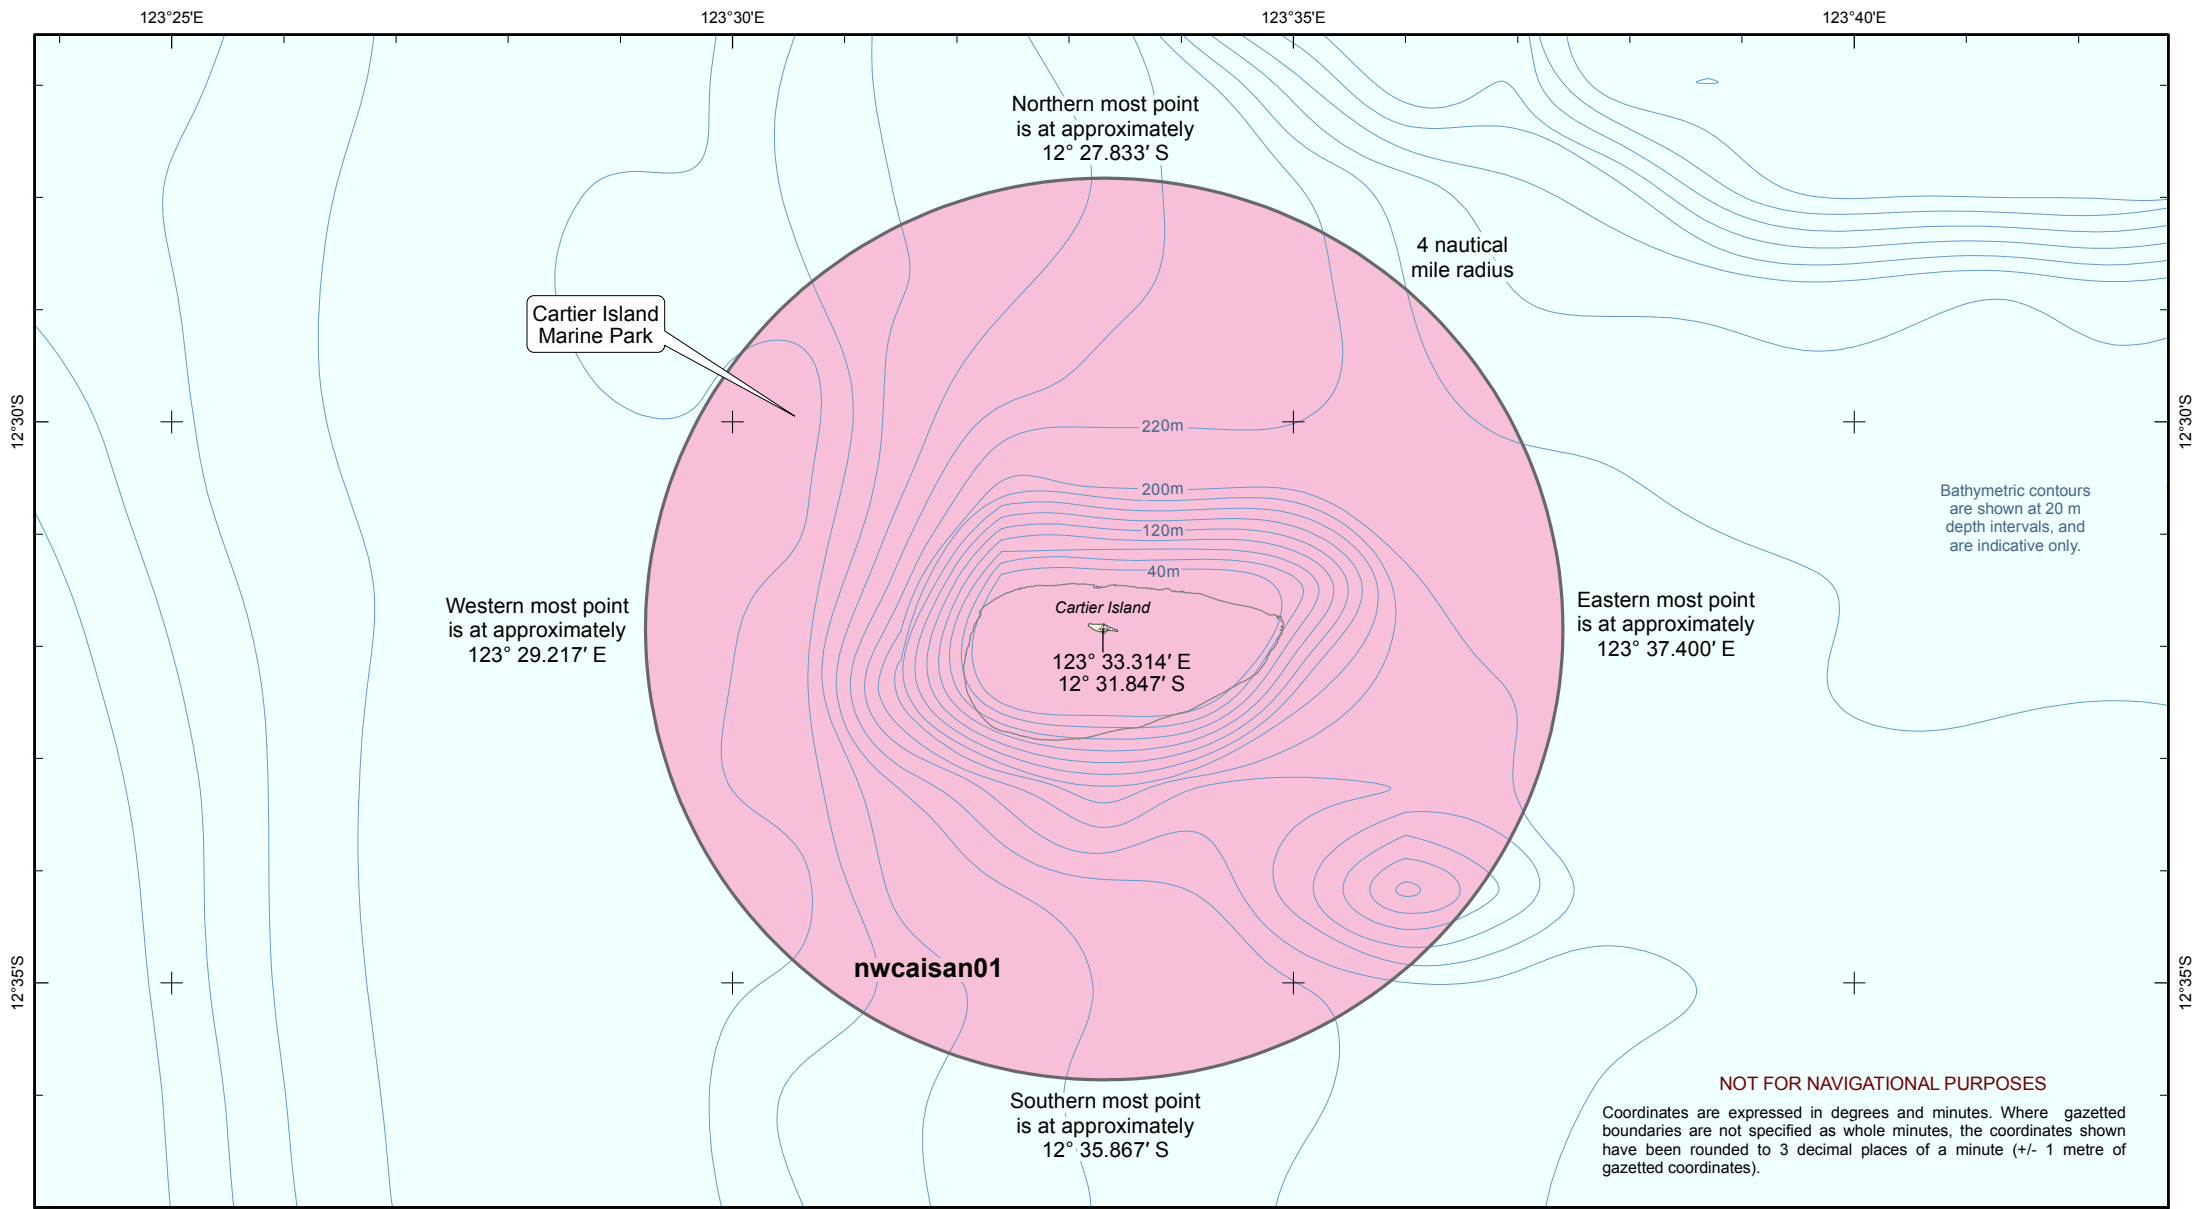 123°25'E
123°30'E
123°35'E
123°40'E
Northern most point
is at approximately
12° 27.833′ S
4 nautical
mile radius
Cartier Island
Marine Park
12°30'S
12°30'S
220m
200m
120m
40m
Bathymetric contours
are shown at 20 m
depth intervals, and
are indicative only.
Western most point
is at approximately
123° 29.217′ E
Cartier Island
123° 33.314′ E
12° 31.847′ S
Eastern most point
is at approximately
123° 37.400′ E
nwcaisan01
12°35'S
12°35'S
Southern most point
is at approximately
12° 35.867′ S
NOT FOR NAVIGATIONAL PURPOSES
Coordinates are expressed in degrees and minutes. Where gazetted
boundaries are not specified as whole minutes, the coordinates shown
have been rounded to 3 decimal places of a minute (+/- 1 metre of
gazetted coordinates).